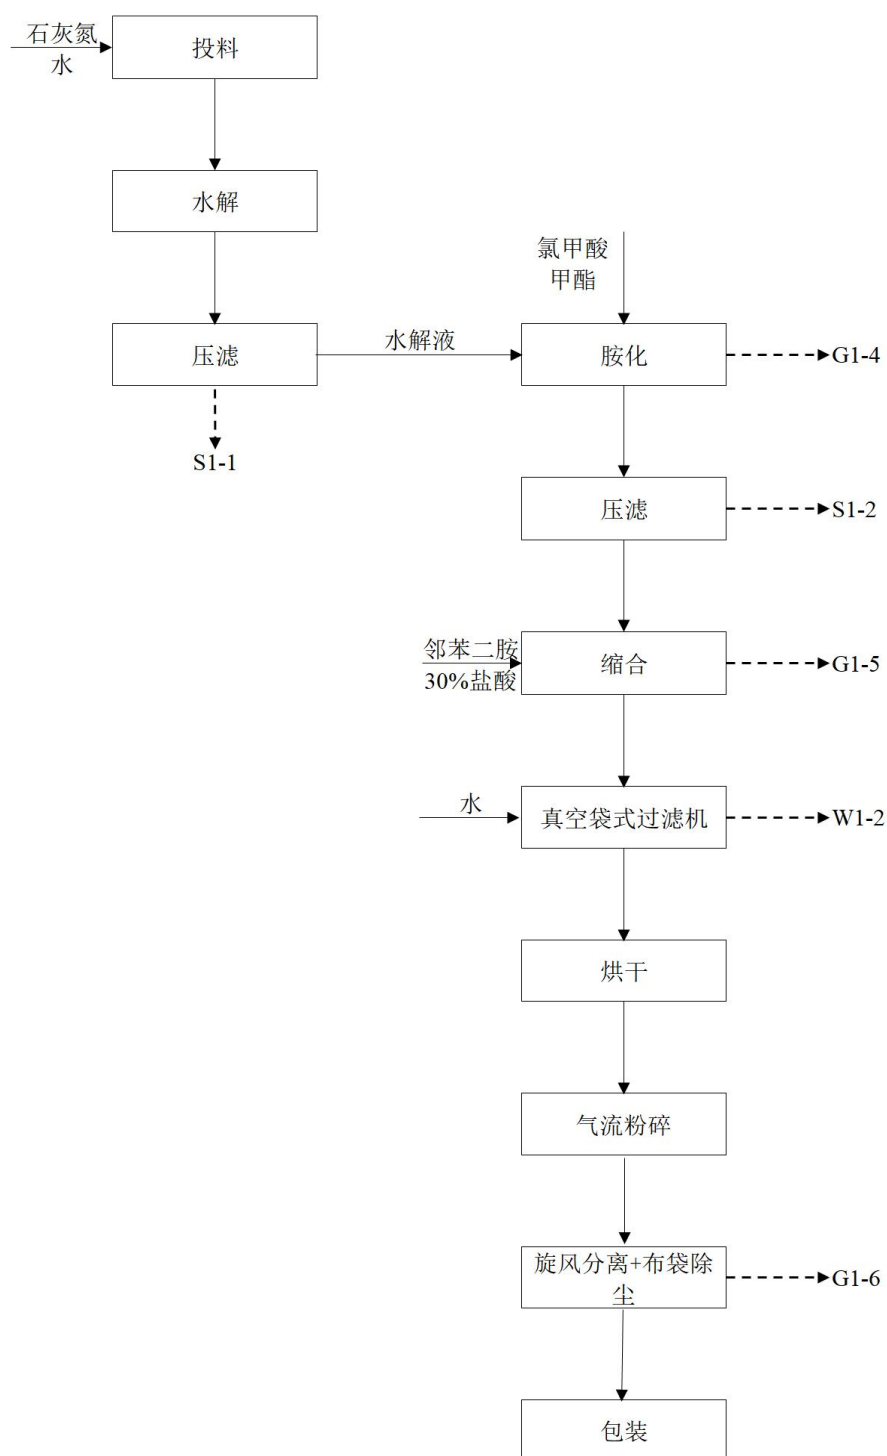 石灰氮
水
投料
水解
压滤
S1-1
水解液
氯甲酸
甲酯
胺化
G1-4
压滤
S1-2
邻苯二胺
30%盐酸
缩合
G1-5
水
真空袋式过滤机
W1-2
烘干
气流粉碎
旋风分离+布袋除
尘
G1-6
包装